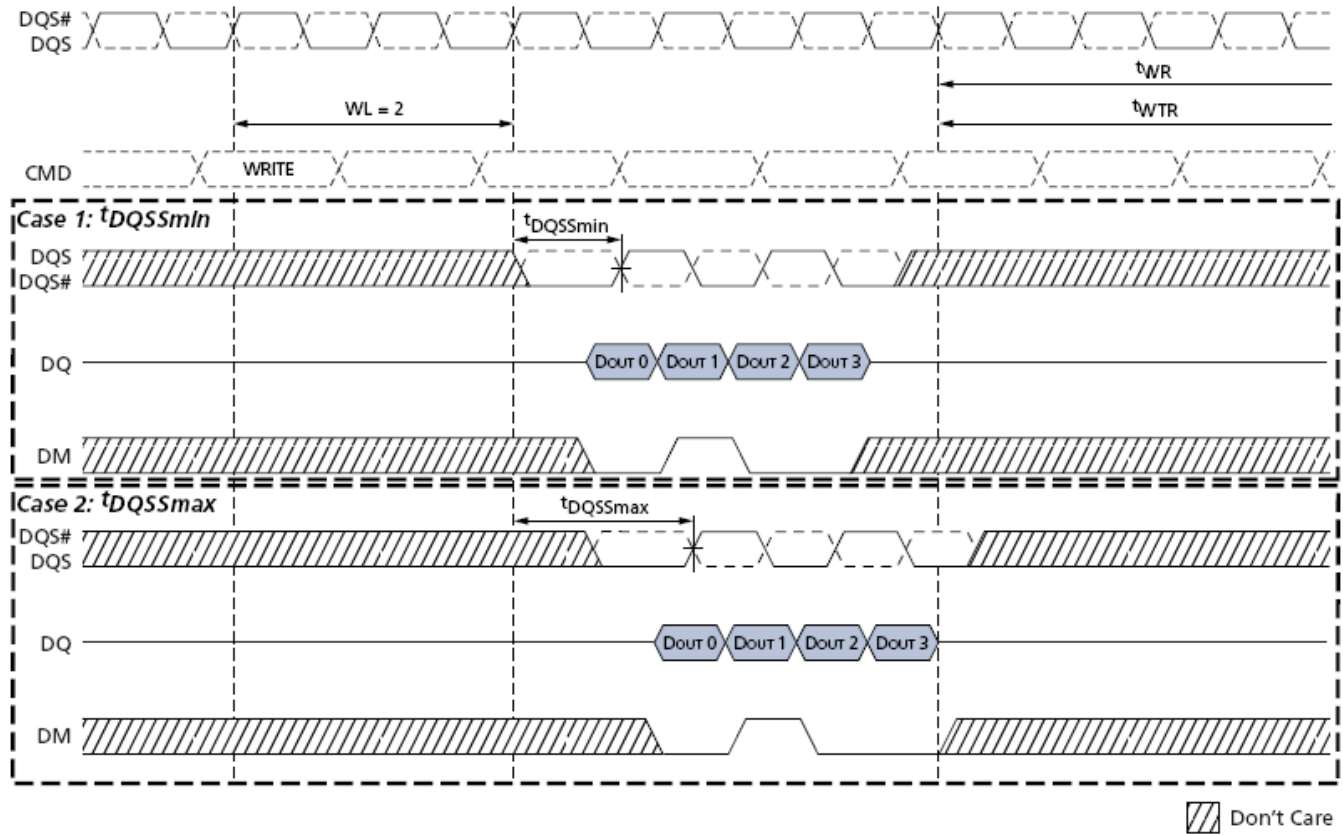 DQS#
DQS
tWR
WL = 2
tWTR
CMD
WRITE
Case 1: tDQSSmin
tDQSSmin
DQS
DQS#
DQ
DOUT 0 DOUT 1 DOUT 2 DOUT 3
DM
Case 2: tDQSSmax
tDQSSmax
DQS#
DQS
DQ
DOUT 0 DOUT 1 DOUT 2 DOUT 3
DM
Don't Care